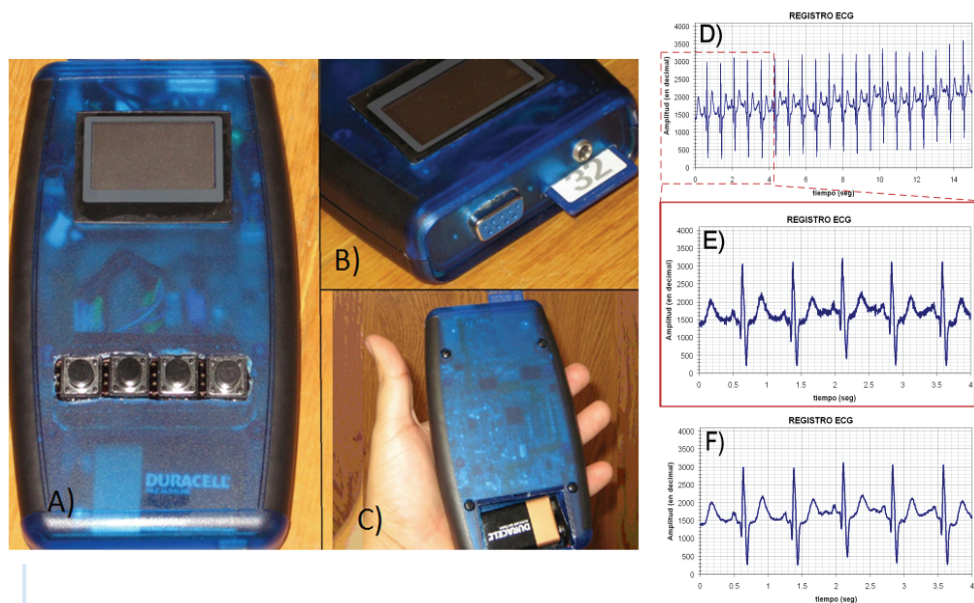 A)
DURACELL
ALKALINE
B)
32
C)
DURACELL
D)
REGISTRO ECG
Amplitud (en decimal)
4000
3500
3000
2500
2000
1500
1000
500
0
0 2 4 6 8 10 12 14
tiempo (seg)
E)
REGISTRO ECG
Amplitud (en decimal)
4000
3500
3000
2500
2000
1500
1000
500
0
0 0.5 1 1.5 2 2.5 3 3.5 4
tiempo (seg)
F)
REGISTRO ECG
Amplitud (en decimal)
4000
3500
3000
2500
2000
1500
1000
500
0
0 0.5 1 1.5 2 2.5 3 3.5 4
tiempo (seg)